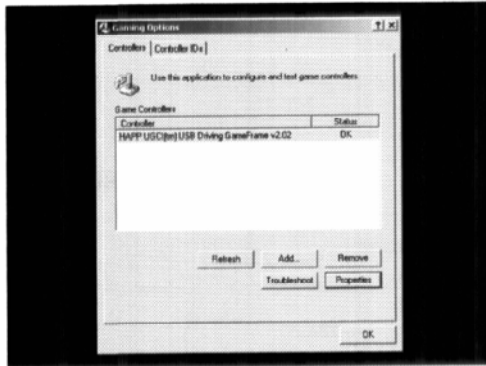 Gaming Options
Controllers Controller IDs
Use this application to configure and test game controllers.
Game Controllers
Controller Status
HAPP UGCI(tm) USB Driving GameFrame v2.02 OK
Refresh Add... Remove
Troubleshoot Properties
OK